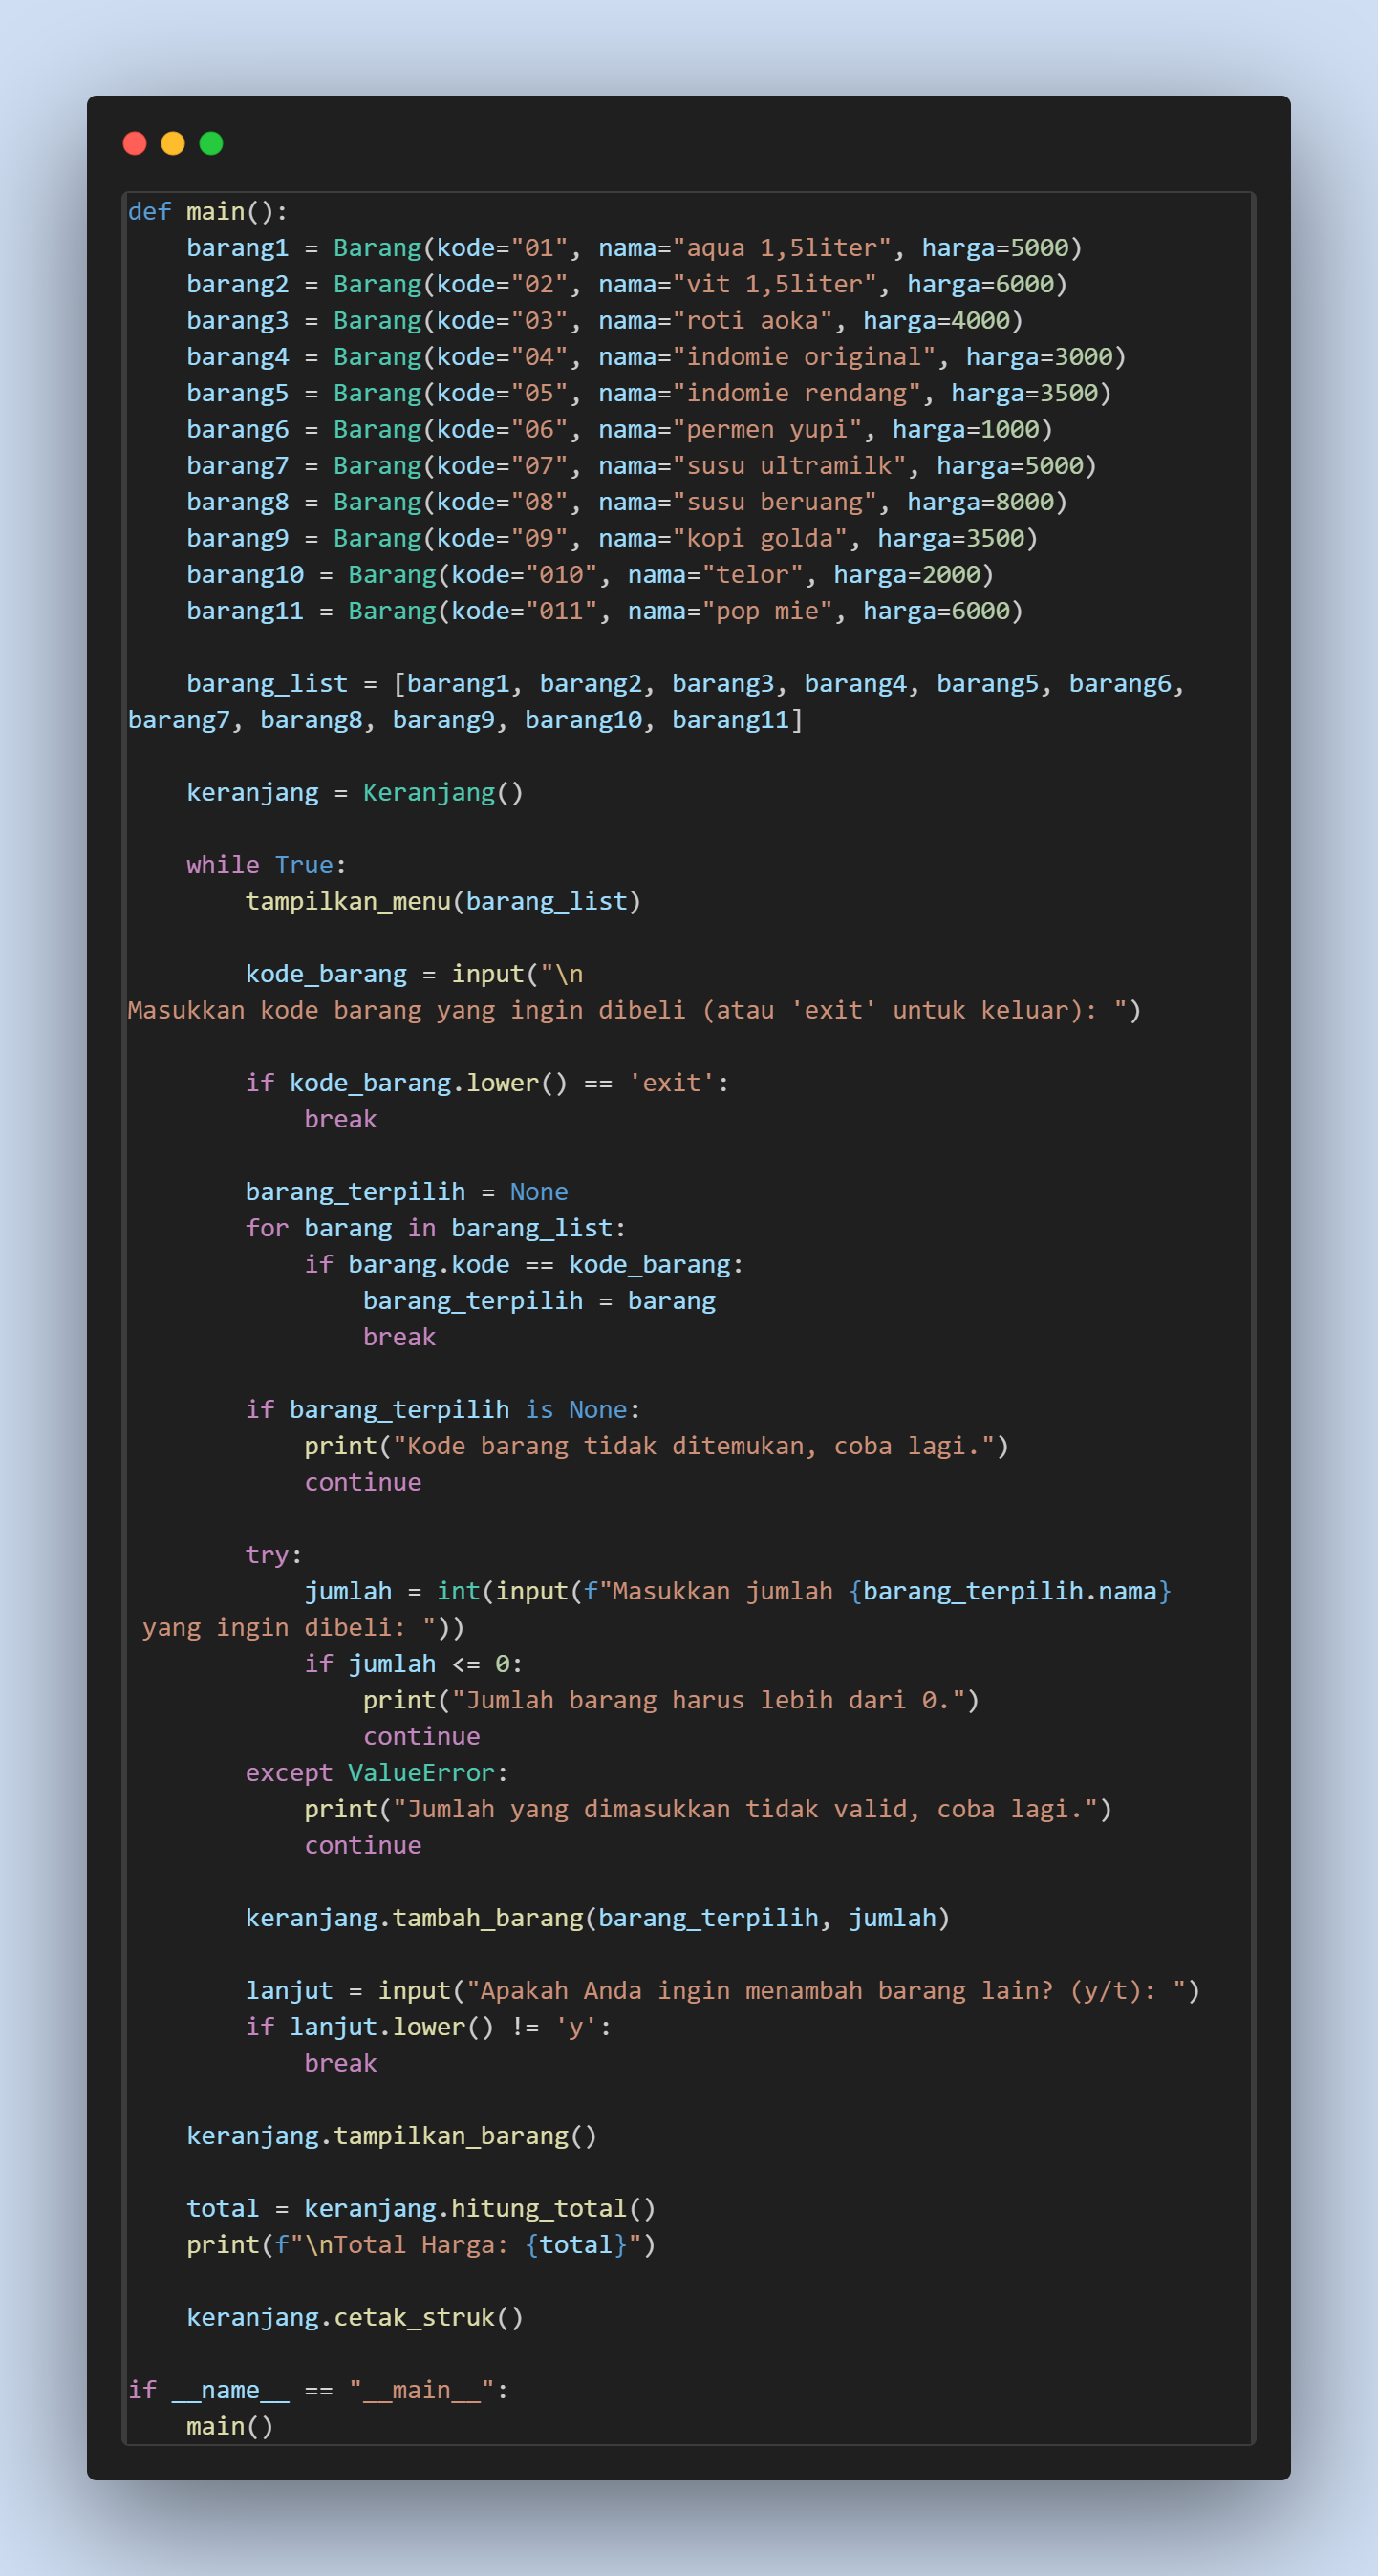 def main():
    barang1 = Barang(kode="01", nama="aqua 1,5liter", harga=5000)
    barang2 = Barang(kode="02", nama="vit 1,5liter", harga=6000)
    barang3 = Barang(kode="03", nama="roti aoka", harga=4000)
    barang4 = Barang(kode="04", nama="indomie original", harga=3000)
    barang5 = Barang(kode="05", nama="indomie rendang", harga=3500)
    barang6 = Barang(kode="06", nama="permen yupi", harga=1000)
    barang7 = Barang(kode="07", nama="susu ultramilk", harga=5000)
    barang8 = Barang(kode="08", nama="susu beruang", harga=8000)
    barang9 = Barang(kode="09", nama="kopi golda", harga=3500)
    barang10 = Barang(kode="010", nama="telor", harga=2000)
    barang11 = Barang(kode="011", nama="pop mie", harga=6000)

    barang_list = [barang1, barang2, barang3, barang4, barang5, barang6,
barang7, barang8, barang9, barang10, barang11]

    keranjang = Keranjang()

    while True:
        tampilkan_menu(barang_list)

        kode_barang = input("\n
Masukkan kode barang yang ingin dibeli (atau 'exit' untuk keluar): ")

        if kode_barang.lower() == 'exit':
            break

        barang_terpilih = None
        for barang in barang_list:
            if barang.kode == kode_barang:
                barang_terpilih = barang
                break

        if barang_terpilih is None:
            print("Kode barang tidak ditemukan, coba lagi.")
            continue

        try:
            jumlah = int(input(f"Masukkan jumlah {barang_terpilih.nama}
 yang ingin dibeli: "))
            if jumlah <= 0:
                print("Jumlah barang harus lebih dari 0.")
                continue
        except ValueError:
            print("Jumlah yang dimasukkan tidak valid, coba lagi.")
            continue

        keranjang.tambah_barang(barang_terpilih, jumlah)

        lanjut = input("Apakah Anda ingin menambah barang lain? (y/t): ")
        if lanjut.lower() != 'y':
            break

    keranjang.tampilkan_barang()

    total = keranjang.hitung_total()
    print(f"\nTotal Harga: {total}")

    keranjang.cetak_struk()

if __name__ == "__main__":
    main()